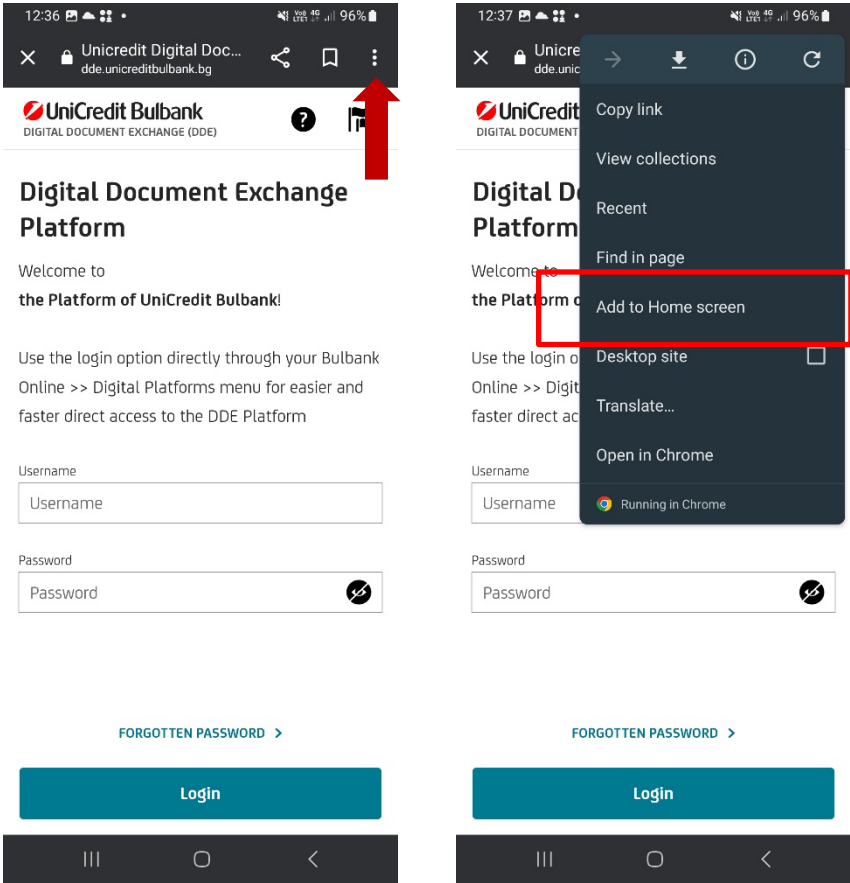 12:36 96%
Unicredit Digital Doc...
dde.unicreditbulbank.bg
UniCredit Bulbank
DIGITAL DOCUMENT EXCHANGE (DDE)
Digital Document Exchange
Platform
Welcome to
the Platform of UniCredit Bulbank!
Use the login option directly through your Bulbank
Online >> Digital Platforms menu for easier and
faster direct access to the DDE Platform
Username
Username
Password
Password
FORGOTTEN PASSWORD >
Login
12:37 96%
Unicre
dde.unic
UniCredit
DIGITAL DOCUMENT
Digital Do
Platform
Welcome to
the Platform o
Use the login o
Online >> Digit
faster direct ac
Copy link
View collections
Recent
Find in page
Add to Home screen
Desktop site
Translate...
Open in Chrome
Running in Chrome
Username
Username
Password
Password
FORGOTTEN PASSWORD >
Login